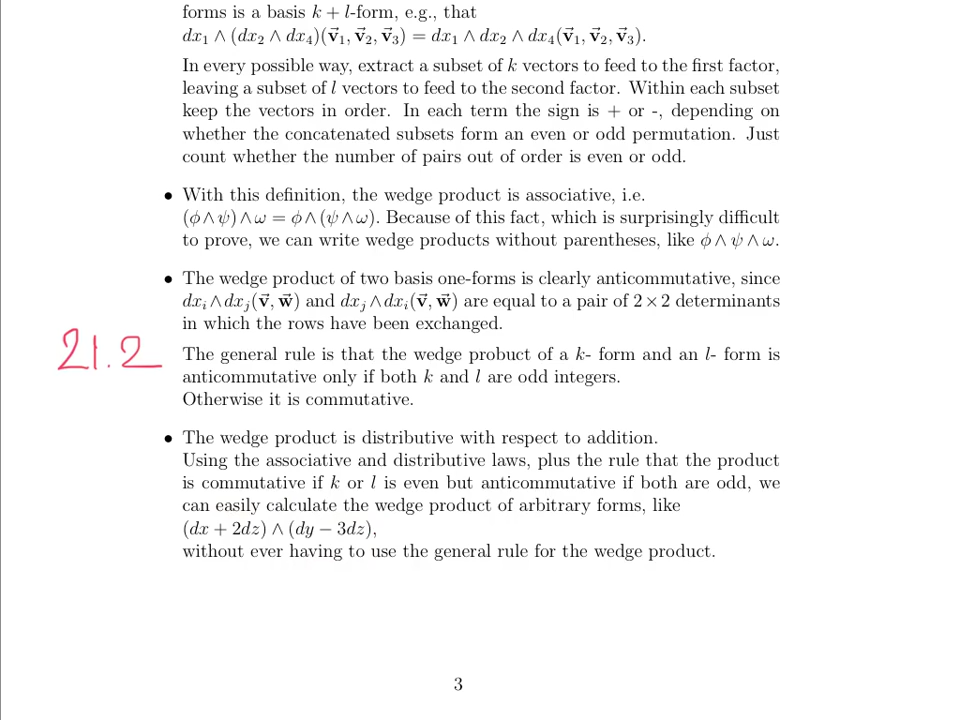 forms is a basis k + l-form, e.g., that
dx₁ ∧ (dx₂ ∧ dx₄)(v⃗₁, v⃗₂, v⃗₃) = dx₁ ∧ dx₂ ∧ dx₄(v⃗₁, v⃗₂, v⃗₃).
In every possible way, extract a subset of k vectors to feed to the first factor,
leaving a subset of l vectors to feed to the second factor. Within each subset
keep the vectors in order. In each term the sign is + or -, depending on
whether the concatenated subsets form an even or odd permutation. Just
count whether the number of pairs out of order is even or odd.
• With this definition, the wedge product is associative, i.e.
(ϕ∧ψ)∧ω = ϕ∧(ψ∧ω). Because of this fact, which is surprisingly difficult
to prove, we can write wedge products without parentheses, like ϕ∧ψ∧ω.
• The wedge product of two basis one-forms is clearly anticommutative, since
dxᵢ∧dxⱼ(v⃗, w⃗) and dxⱼ∧dxᵢ(v⃗, w⃗) are equal to a pair of 2×2 determinants
in which the rows have been exchanged.
21.2
The general rule is that the wedge probuct of a k- form and an l- form is
anticommutative only if both k and l are odd integers.
Otherwise it is commutative.
• The wedge product is distributive with respect to addition.
Using the associative and distributive laws, plus the rule that the product
is commutative if k or l is even but anticommutative if both are odd, we
can easily calculate the wedge product of arbitrary forms, like
(dx + 2dz) ∧ (dy − 3dz),
without ever having to use the general rule for the wedge product.
3